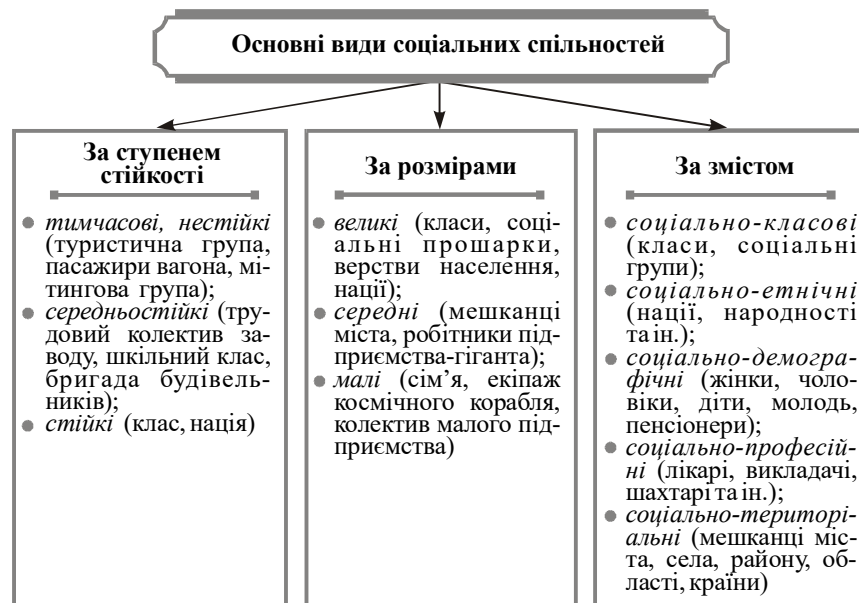 Основні види соціальних спільностей
За ступенем
стійкості
тимчасові, нестійкі
(туристична група,
пасажири вагона, мі-
тингова група);
середньостійкі (тру-
довий колектив за-
воду, шкільний клас,
бригада будівель-
ників);
стійкі (клас, нація)
За розмірами
великі (класи, соці-
альні прошарки,
верстви населення,
нації);
середні (мешканці
міста, робітники під-
приємства-гіганта);
малі (сім’я, екіпаж
космічного корабля,
колектив малого під-
приємства)
За змістом
соціально-класові
(класи, соціальні
групи);
соціально-етнічні
(нації, народності
та ін.);
соціально-демогра-
фічні (жінки, чоло-
віки, діти, молодь,
пенсіонери);
соціально-професій-
ні (лікарі, викладачі,
шахтарі та ін.);
соціально-територі-
альні (мешканці міс-
та, села, району, об-
ласті, країни)